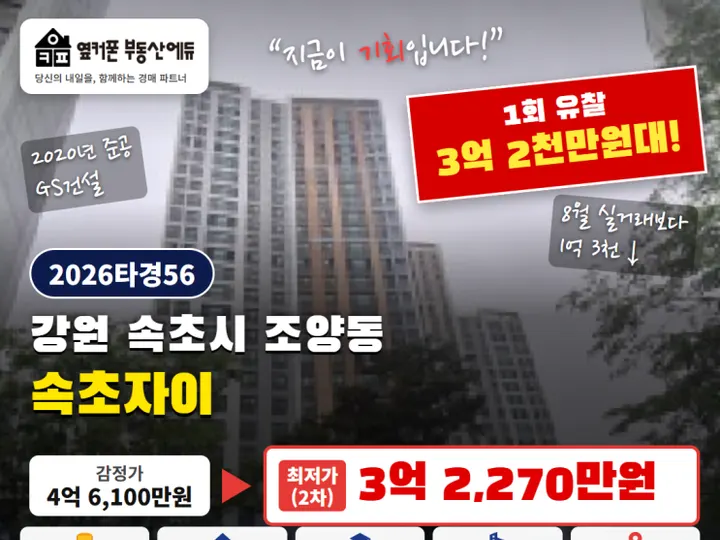 옆커폰 부동산에듀
당신의 내일을, 함께하는 경매 파트너
“지금이 기회입니다!”
1회 유찰
3억 2천만원대!
2020년 준공
GS건설
8월 실거래보다
1억 3천↓
2026타경56
강원 속초시 조양동
속초자이
감정가
4억 6,100만원
최저가
(2차)
3억 2,270만원